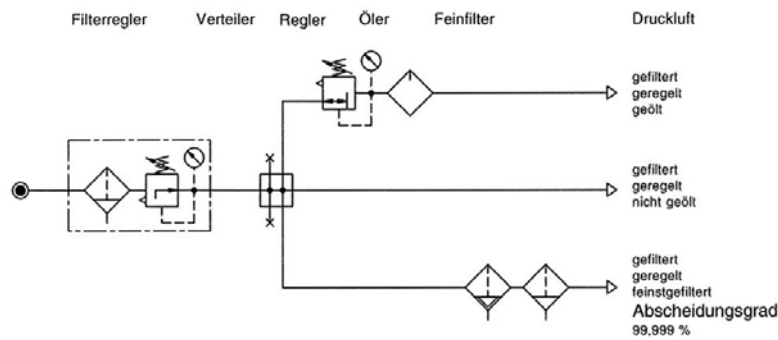 Filterregler Verteiler Regler Öler Feinfilter Druckluft
gefiltert
geregelt
geölt
gefiltert
geregelt
nicht geölt
gefiltert
geregelt
feinstgefiltert
Abscheidungsgrad
99,999 %